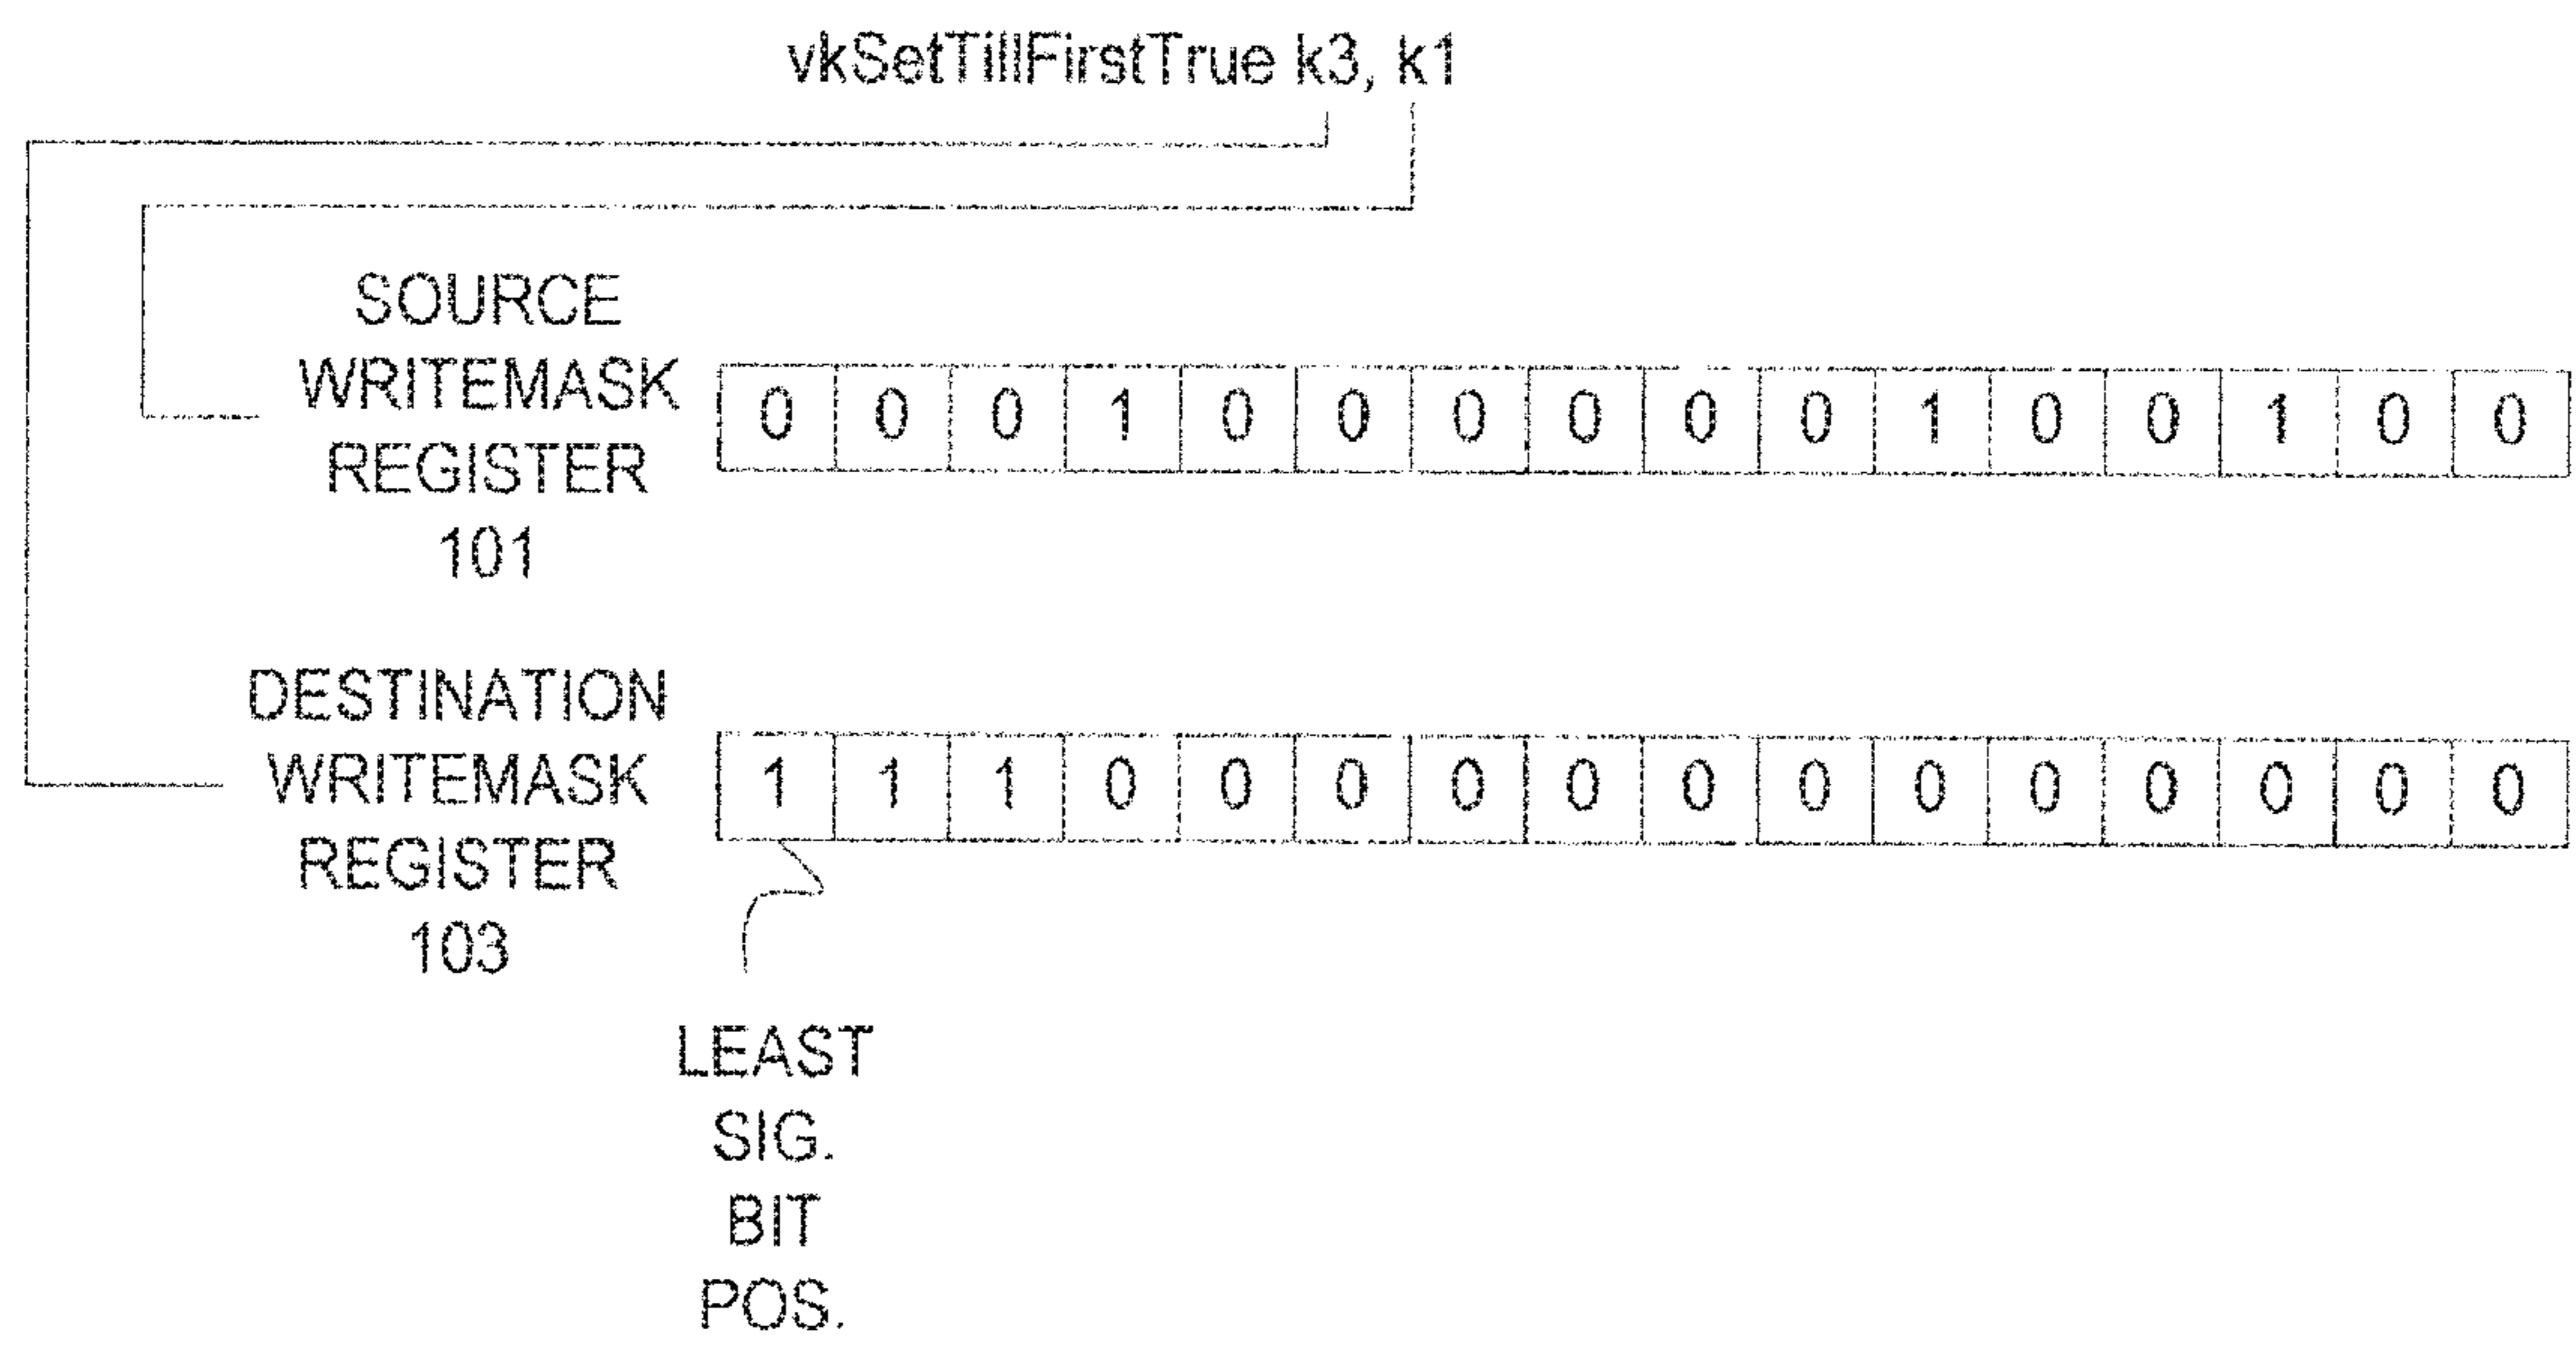 vkSetTillFirstTrue k3, k1
SOURCE
WRITEMASK
REGISTER
101
0 0 0 1 0 0 0 0 0 0 1 0 0 1 0 0
DESTINATION
WRITEMASK
REGISTER
103
1 1 1 0 0 0 0 0 0 0 0 0 0 0 0 0
LEAST
SIG.
BIT
POS.